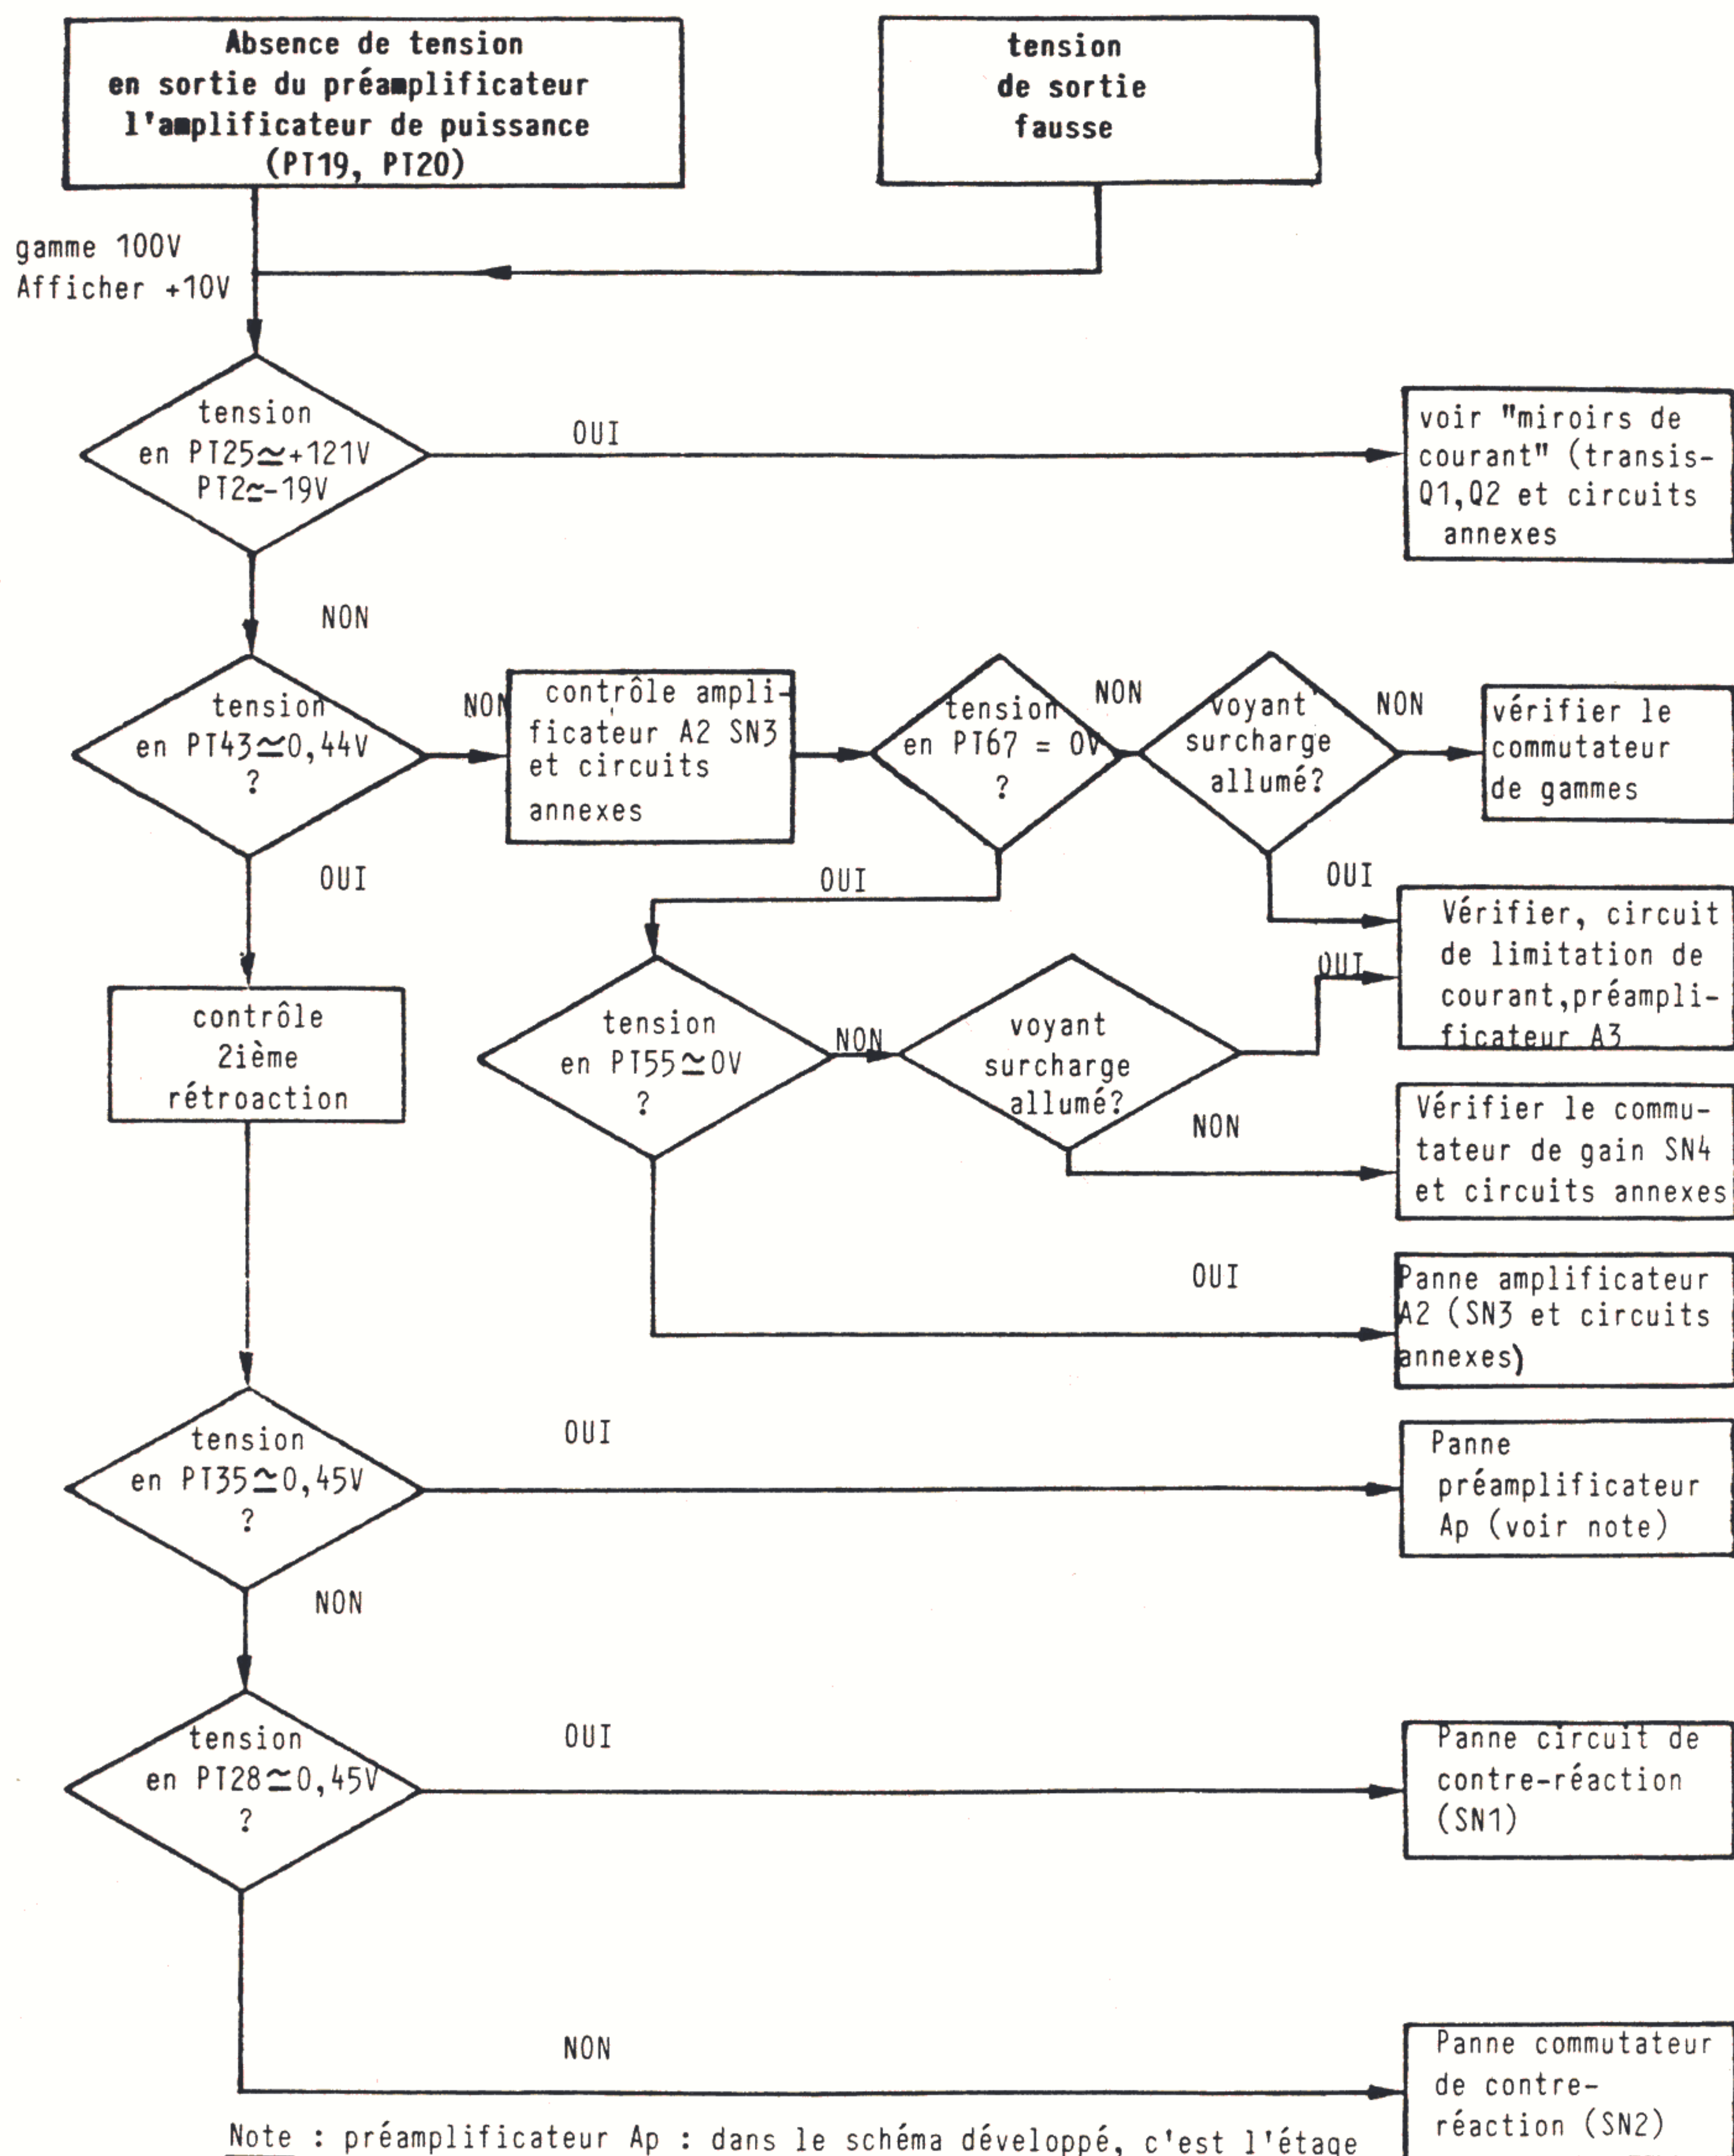 Absence de tension
en sortie du préamplificateur
l'amplificateur de puissance
(PT19, PT20)
tension
de sortie
fausse
gamme 100V
Afficher +10V
tension
en PT25≃+121V
PT2≃-19V
OUI
voir "miroirs de
courant" (transis-
Q1,Q2 et circuits
annexes
NON
tension
en PT43≃0,44V
?
NON
contrôle ampli-
ficateur A2 SN3
et circuits
annexes
tension
en PT67 = 0V
?
NON
voyant
surcharge
allumé?
NON
vérifier le
commutateur
de gammes
OUI
OUI
OUI
Vérifier, circuit
de limitation de
courant,préampli-
ficateur A3
contrôle
2ième
rétroaction
tension
en PT55≃0V
?
NON
voyant
surcharge
allumé?
OUI
NON
Vérifier le commu-
tateur de gain SN4
et circuits annexes
OUI
Panne amplificateur
A2 (SN3 et circuits
annexes)
tension
en PT35≃0,45V
?
OUI
Panne
préamplificateur
Ap (voir note)
NON
tension
en PT28≃0,45V
?
OUI
Panne circuit de
contre-réaction
(SN1)
NON
Panne commutateur
de contre-
réaction (SN2)
Note : préamplificateur Ap : dans le schéma développé, c'est l'étage